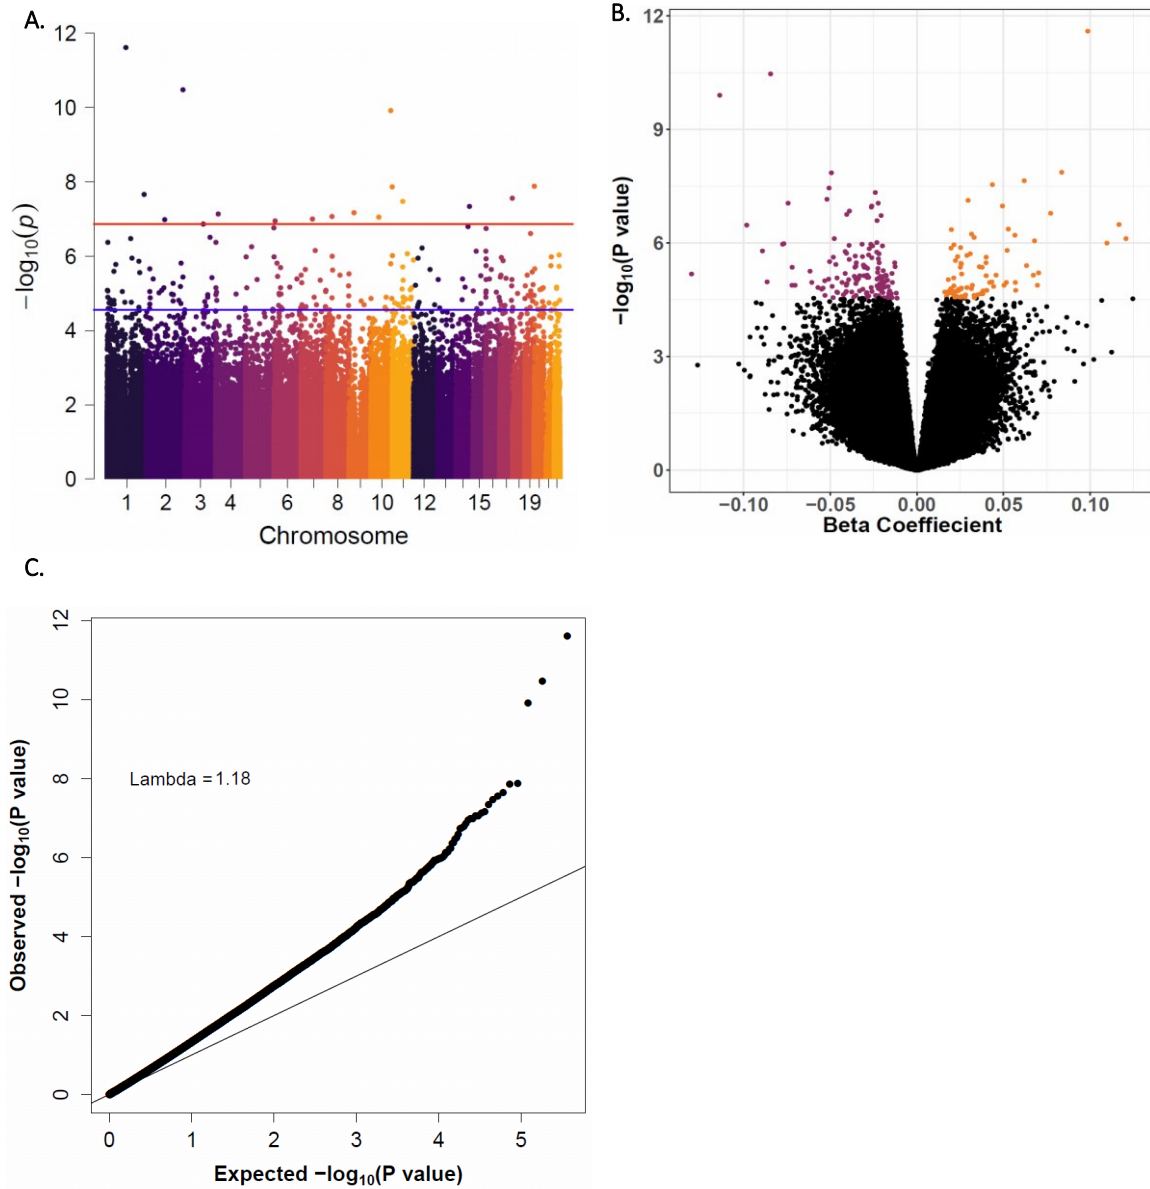 A.
12
10
8
6
4
2
0
−log10(p)
1 2 3 4 6 8 10 12 15 19
Chromosome
B.
12
9
6
3
0
−log10(P value)
−0.10 −0.05 0.00 0.05 0.10
Beta Coeffiecient
C.
12
10
8
6
4
2
0
Observed −log10(P value)
Lambda = 1.18
0 1 2 3 4 5
Expected −log10(P value)